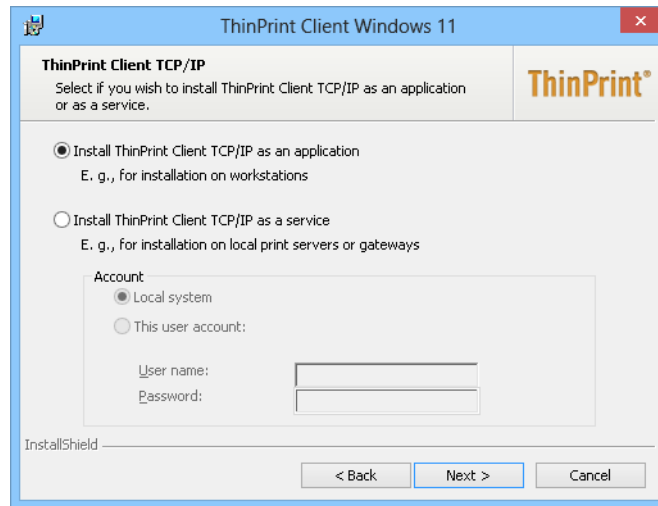 ThinPrint Client Windows 11
ThinPrint Client TCP/IP
Select if you wish to install ThinPrint Client TCP/IP as an application
or as a service.
ThinPrint®
Install ThinPrint Client TCP/IP as an application
E. g., for installation on workstations
Install ThinPrint Client TCP/IP as a service
E. g., for installation on local print servers or gateways
Account
Local system
This user account:
User name:
Password:
InstallShield
< Back Next > Cancel